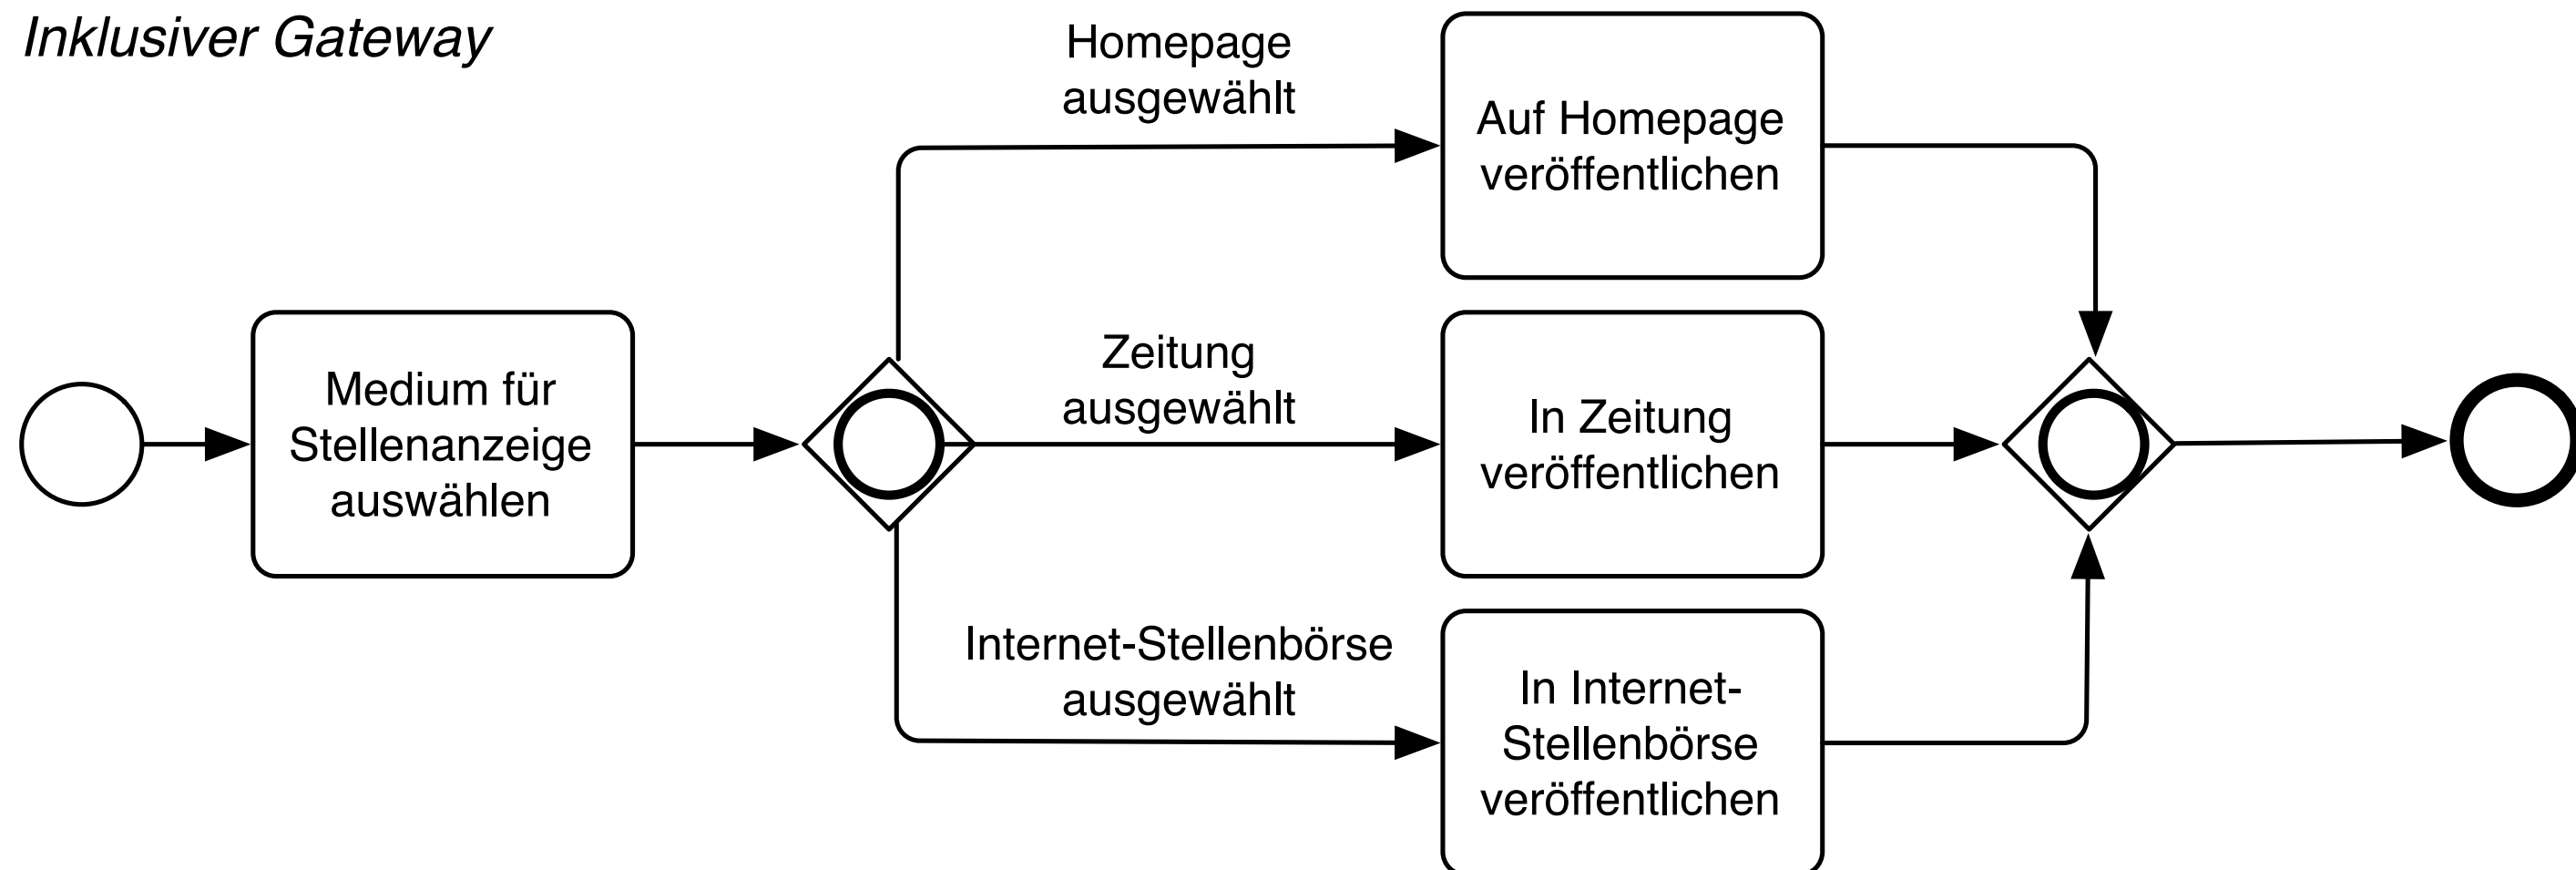 Inklusiver Gateway
Homepage
ausgewählt
Auf Homepage
veröffentlichen
Medium für
Stellenanzeige
auswählen
Zeitung
ausgewählt
In Zeitung
veröffentlichen
Internet-Stellenbörse
ausgewählt
In Internet-
Stellenbörse
veröffentlichen